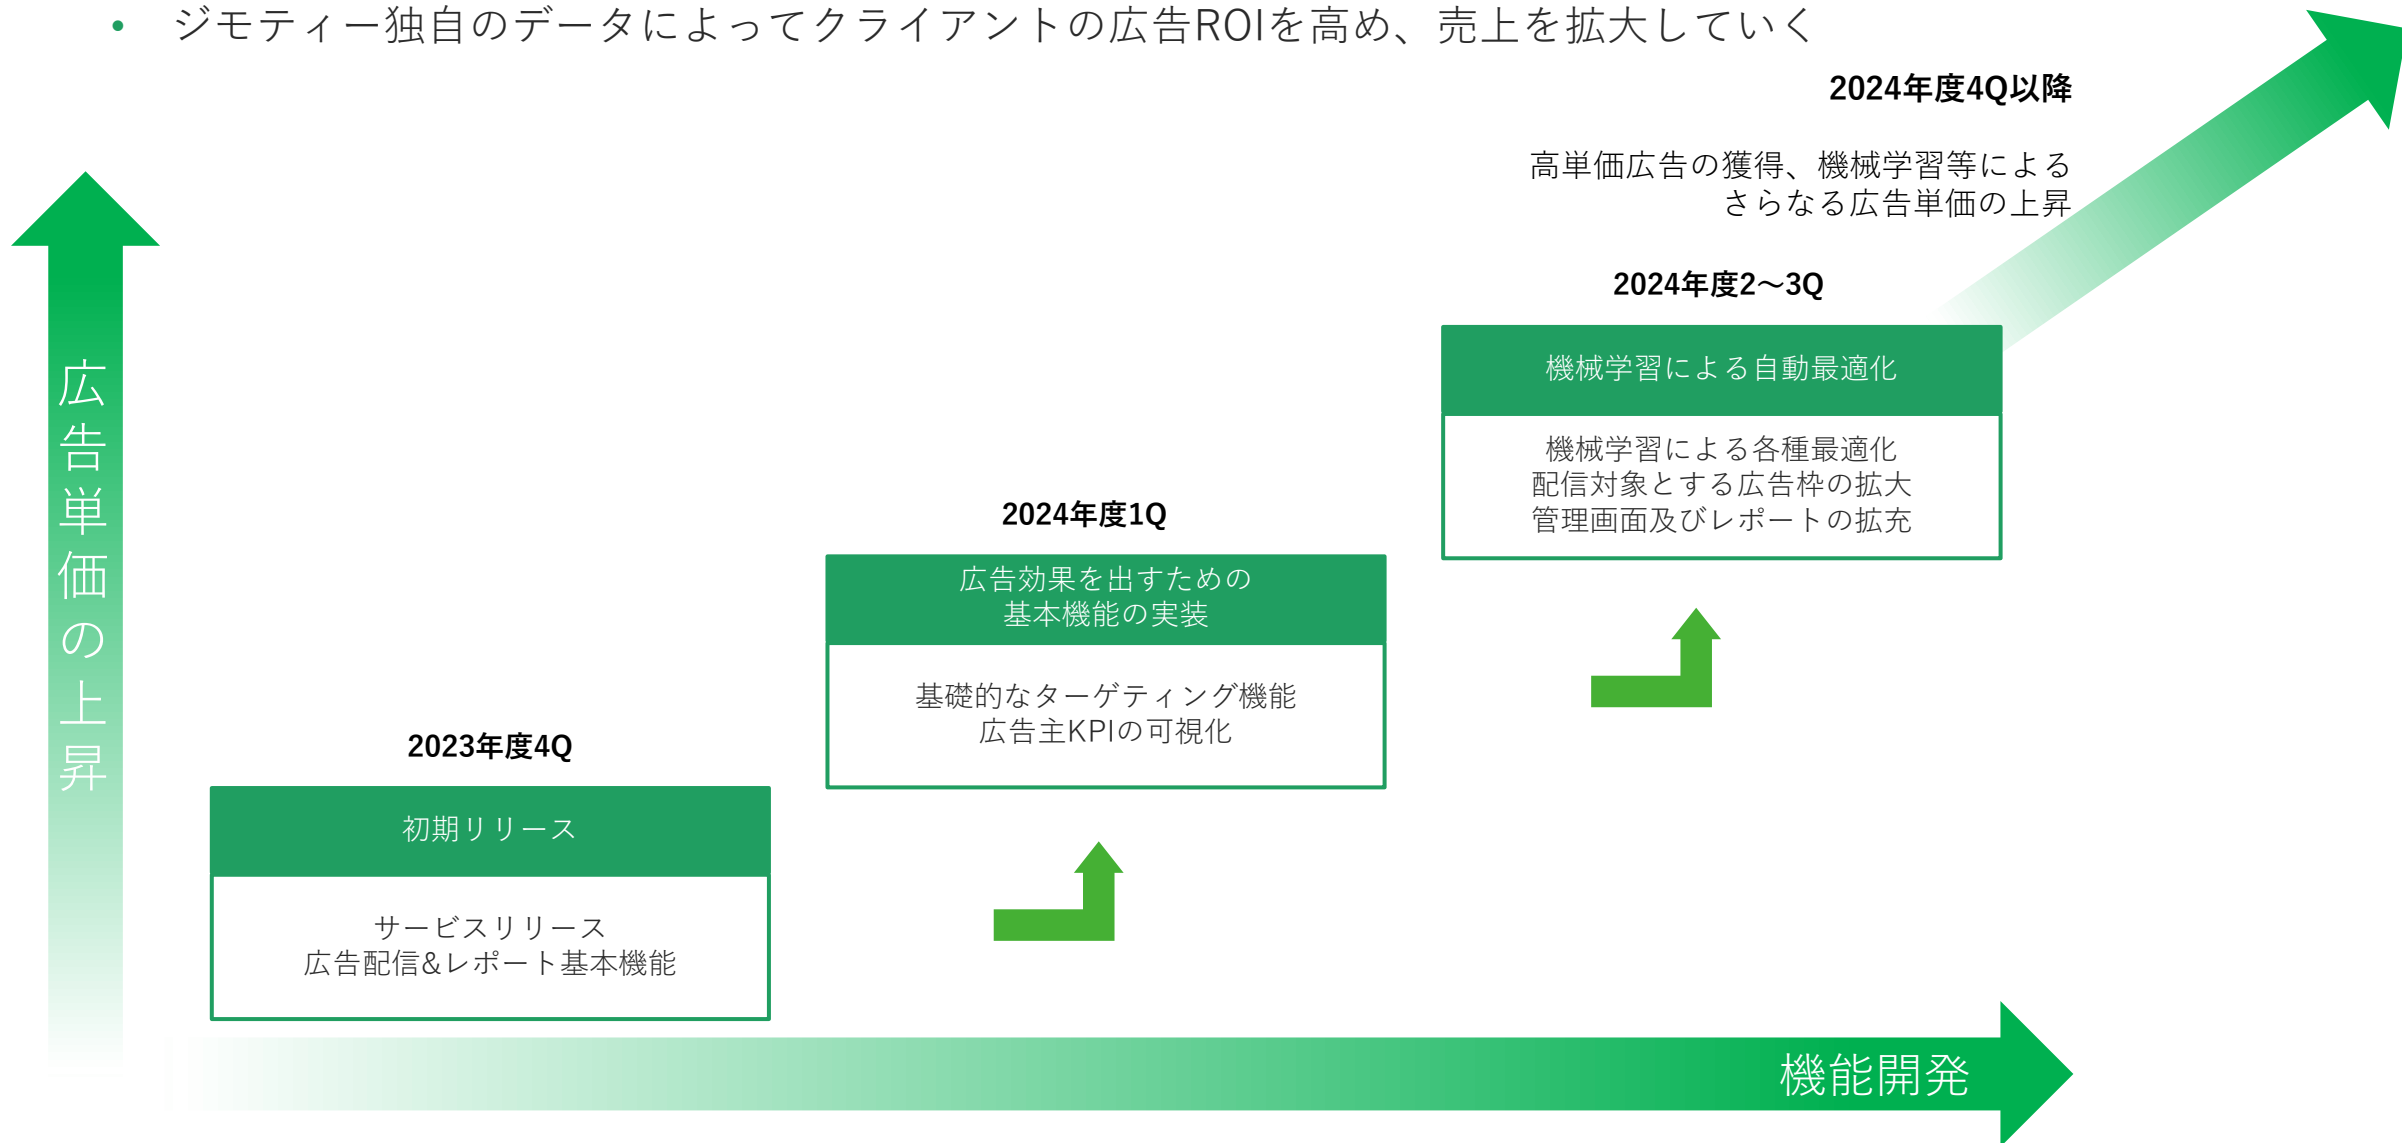 • ジモティー独自のデータによってクライアントの広告ROIを高め、売上を拡大していく
2024年度4Q以降
高単価広告の獲得、機械学習等による
さらなる広告単価の上昇
2024年度2～3Q
機械学習による自動最適化
機械学習による各種最適化
配信対象とする広告枠の拡大
管理画面及びレポートの拡充
2024年度1Q
広告効果を出すための
基本機能の実装
基礎的なターゲティング機能
広告主KPIの可視化
2023年度4Q
初期リリース
サービスリリース
広告配信&レポート基本機能
広告単価の上昇
機能開発